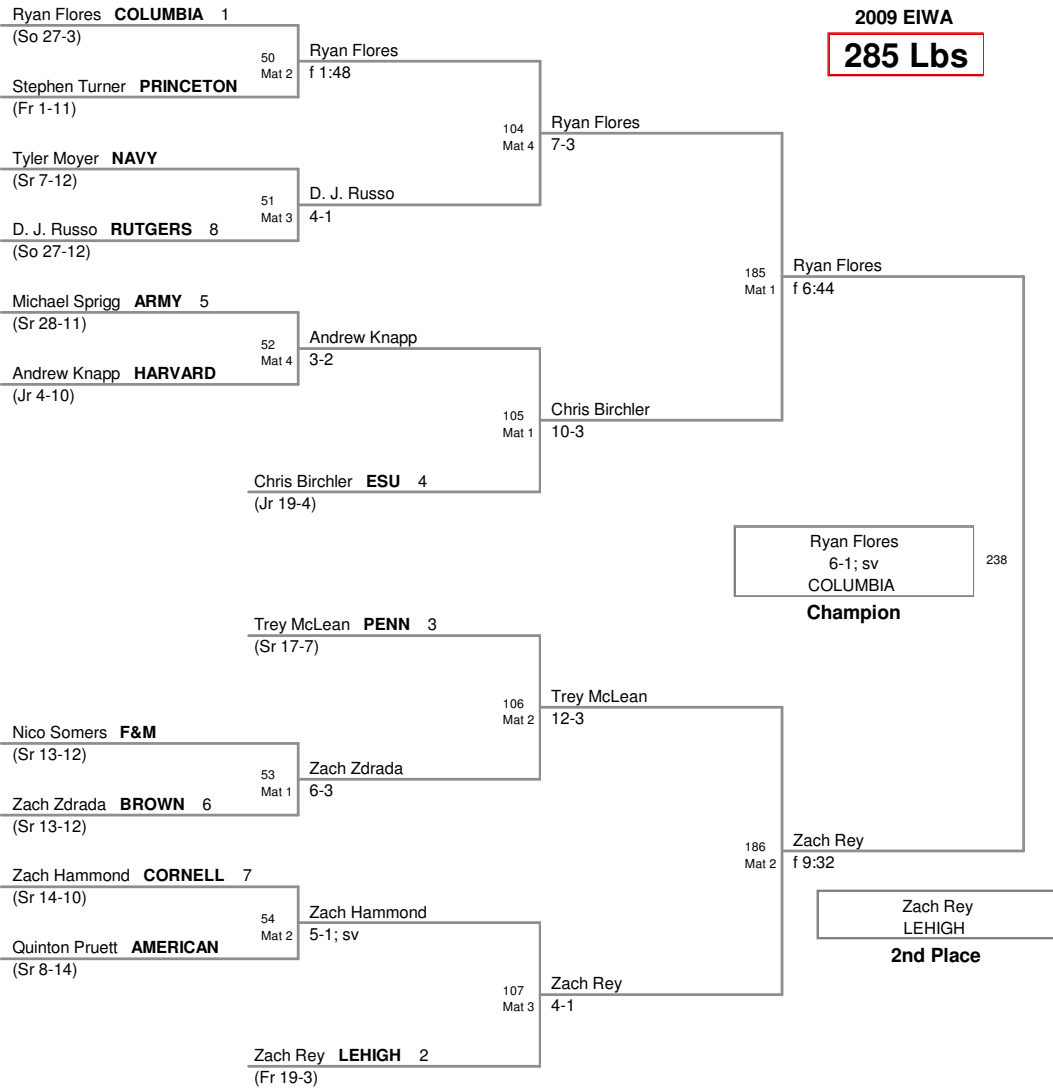 2009 EIWA
285 Lbs
Ryan Flores COLUMBIA 1
(So 27-3)
50
Mat 2
Ryan Flores
f 1:48
Stephen Turner PRINCETON
(Fr 1-11)
104
Mat 4
Ryan Flores
7-3
Tyler Moyer NAVY
(Sr 7-12)
51
Mat 3
D. J. Russo
4-1
D. J. Russo RUTGERS 8
(So 27-12)
185
Mat 1
Ryan Flores
f 6:44
Michael Sprigg ARMY 5
(Sr 28-11)
52
Mat 4
Andrew Knapp
3-2
Andrew Knapp HARVARD
(Jr 4-10)
105
Mat 1
Chris Birchler
10-3
Chris Birchler ESU 4
(Jr 19-4)
Ryan Flores
6-1; sv
COLUMBIA
238
Champion
Trey McLean PENN 3
(Sr 17-7)
106
Mat 2
Trey McLean
12-3
Nico Somers F&M
(Sr 13-12)
53
Mat 1
Zach Zdrada
6-3
Zach Zdrada BROWN 6
(Sr 13-12)
186
Mat 2
Zach Rey
f 9:32
Zach Hammond CORNELL 7
(Sr 14-10)
54
Mat 2
Zach Hammond
5-1; sv
Quinton Pruett AMERICAN
(Sr 8-14)
Zach Rey
LEHIGH
2nd Place
107
Mat 3
Zach Rey
4-1
Zach Rey LEHIGH 2
(Fr 19-3)